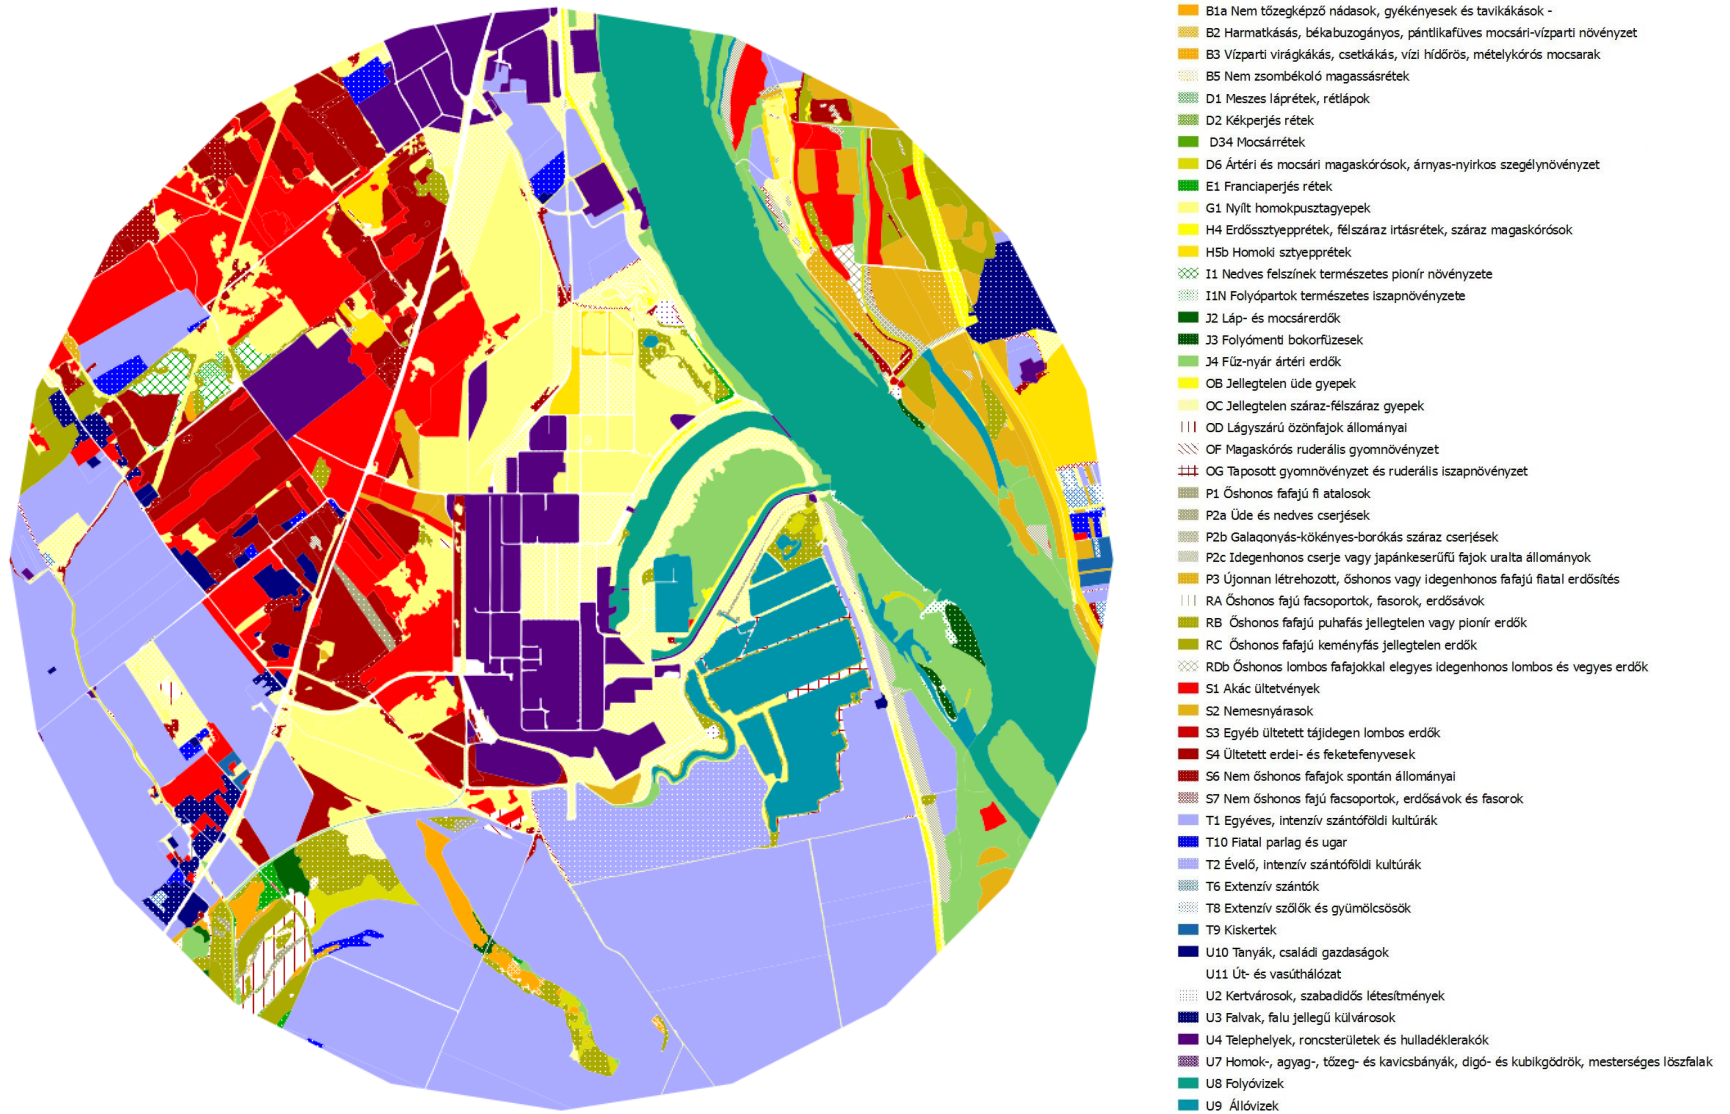 B1a Nem tőzegképző nádasok, gyékényesek és tavikákások -
B2 Harmatkásás, békabuzogányos, pántlikafüves mocsári-vízparti növényzet
B3 Vízparti virágkákás, csetkákás, vízi hídőrös, mételykórós mocsarak
B5 Nem zsombékoló magassásrétek
D1 Meszes láprétek, rétlápok
D2 Kékperjés rétek
D34 Mocsárrétek
D6 Ártéri és mocsári magaskórósok, árnyas-nyirkos szegélynövényzet
E1 Franciaperjés rétek
G1 Nyílt homokpusztagyepek
H4 Erdőssztyepprétek, félszáraz irtásrétek, száraz magaskórósok
H5b Homoki sztyepprétek
I1 Nedves felszínek természetes pionír növényzete
I1N Folyópartok természetes iszapnövényzete
J2 Láp- és mocsárerdők
J3 Folyómenti bokorfüzesek
J4 Fűz-nyár ártéri erdők
OB Jellegtelen üde gyepek
OC Jellegtelen száraz-félszáraz gyepek
OD Lágyszárú özönfajok állományai
OF Magaskórós ruderális gyomnövényzet
OG Taposott gyomnövényzet és ruderális iszapnövényzet
P1 Őshonos fafajú fi atalosok
P2a Üde és nedves cserjések
P2b Galagonyás-kökényes-borókás száraz cserjések
P2c Idegenhonos cserje vagy japánkeserűfű fajok uralta állományok
P3 Újonnan létrehozott, őshonos vagy idegenhonos fafajú fiatal erdősítés
RA Őshonos fajú facsoportok, fasorok, erdősávok
RB Őshonos fafajú puhafás jellegtelen vagy pionír erdők
RC Őshonos fafajú keményfás jellegtelen erdők
RDb Őshonos lombos fafajokkal elegyes idegenhonos lombos és vegyes erdők
S1 Akác ültetvények
S2 Nemesnyárasok
S3 Egyéb ültetett tájidegen lombos erdők
S4 Ültetett erdei- és feketefenyvesek
S6 Nem őshonos fafajok spontán állományai
S7 Nem őshonos fajú facsoportok, erdősávok és fasorok
T1 Egyéves, intenzív szántóföldi kultúrák
T10 Fiatal parlag és ugar
T2 Évelő, intenzív szántóföldi kultúrák
T6 Extenzív szántók
T8 Extenzív szőlők és gyümölcsösök
T9 Kiskertek
U10 Tanyák, családi gazdaságok
U11 Út- és vasúthálózat
U2 Kertvárosok, szabadidős létesítmények
U3 Falvak, falu jellegű külvárosok
U4 Telephelyek, roncsterületek és hulladéklerakók
U7 Homok-, agyag-, tőzeg- és kavicsbányák, digó- és kubikgödrök, mesterséges löszfalak
U8 Folyóvizek
U9 Állóvizek